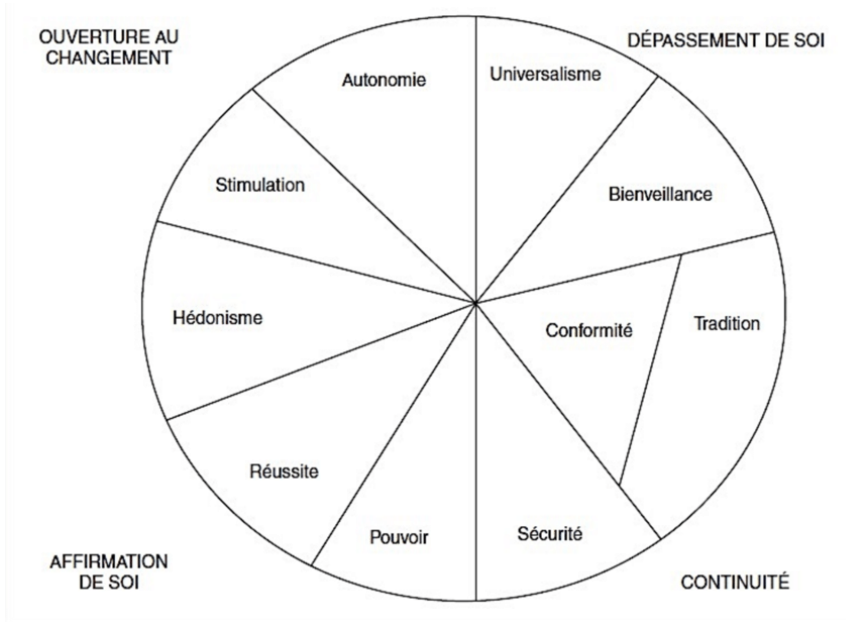 OUVERTURE AU
CHANGEMENT
DÉPASSEMENT DE SOI
Autonomie
Universalisme
Stimulation
Bienveillance
Hédonisme
Conformité
Tradition
Réussite
Pouvoir
Sécurité
AFFIRMATION
DE SOI
CONTINUITÉ